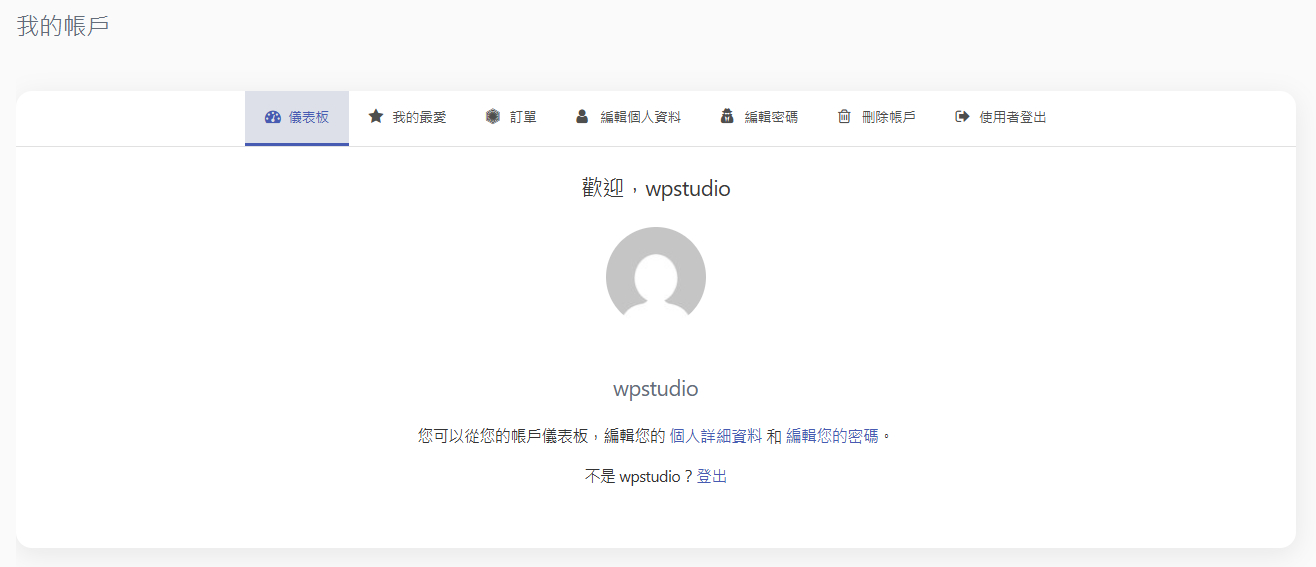 我的帳戶
儀表板 我的最愛 訂單 編輯個人資料 編輯密碼 刪除帳戶 使用者登出
歡迎，wpstudio
wpstudio
您可以從您的帳戶儀表板，編輯您的 個人詳細資料 和 編輯您的密碼。
不是 wpstudio？登出